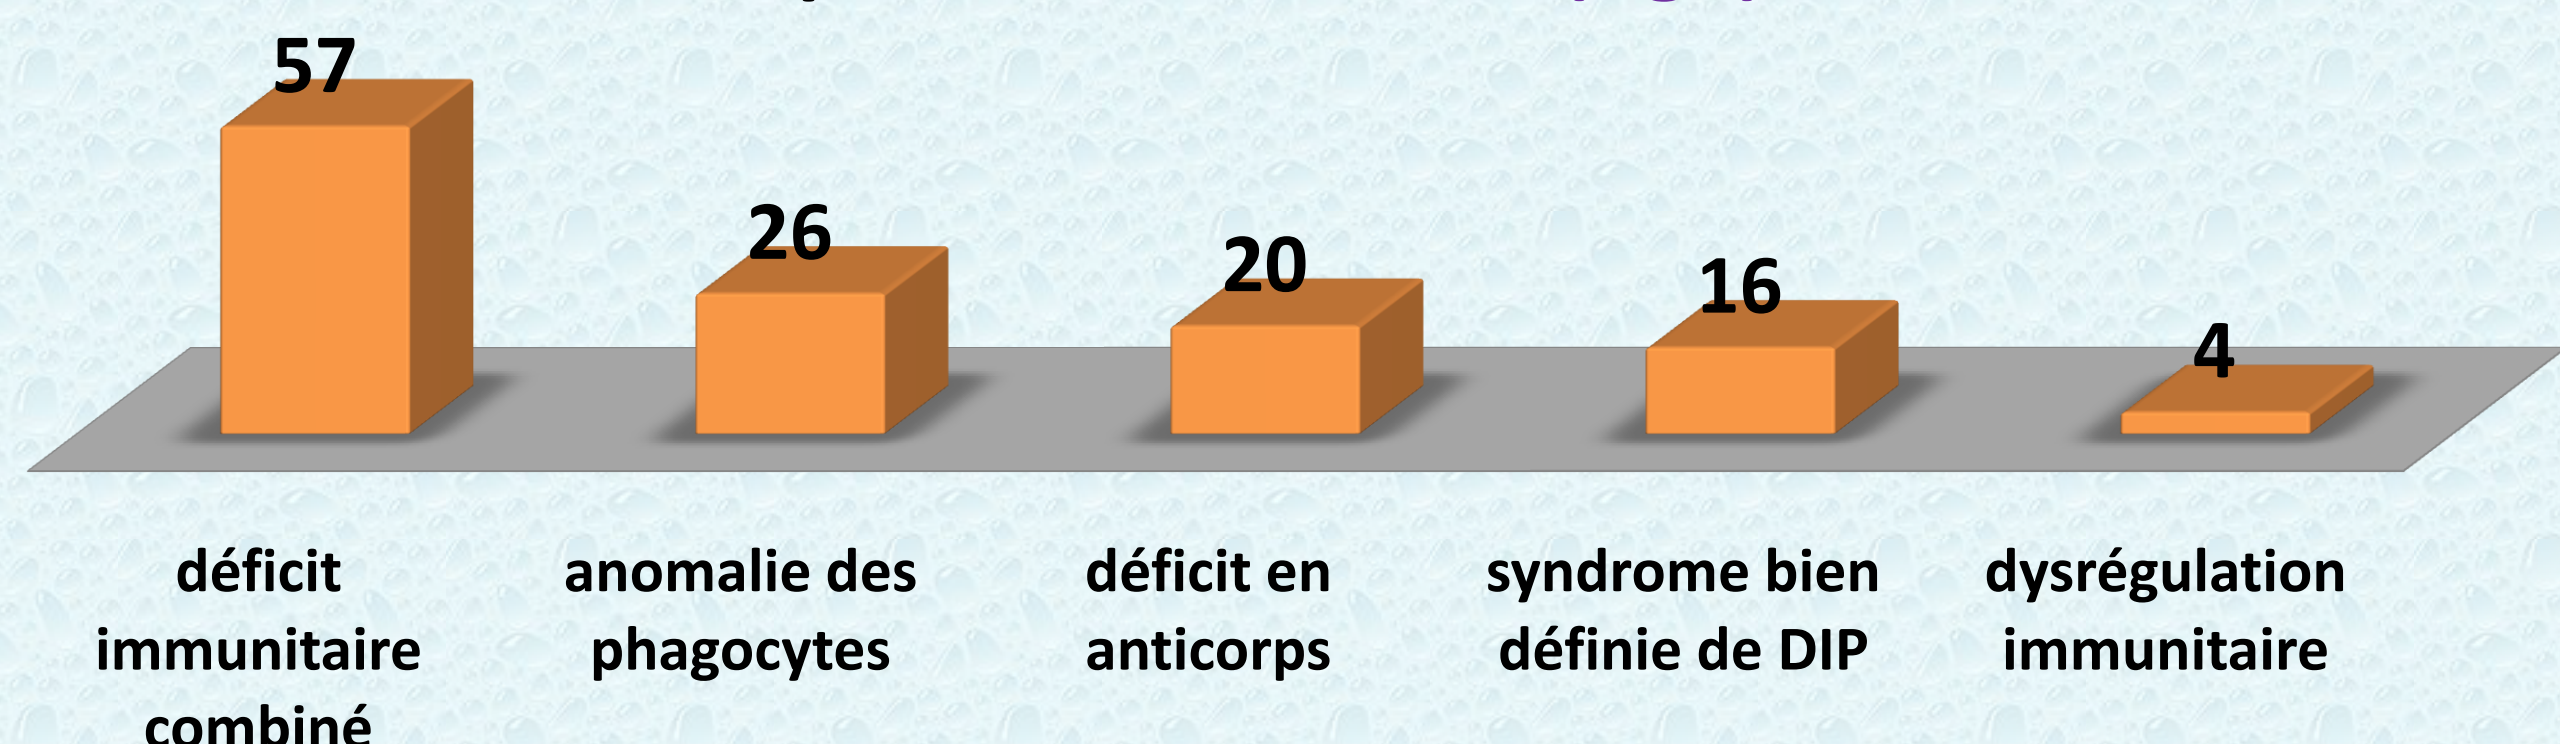 57
26
20
16
4
déficit
immunitaire
combiné
anomalie des
phagocytes
déficit en
anticorps
syndrome bien
définie de DIP
dysrégulation
immunitaire